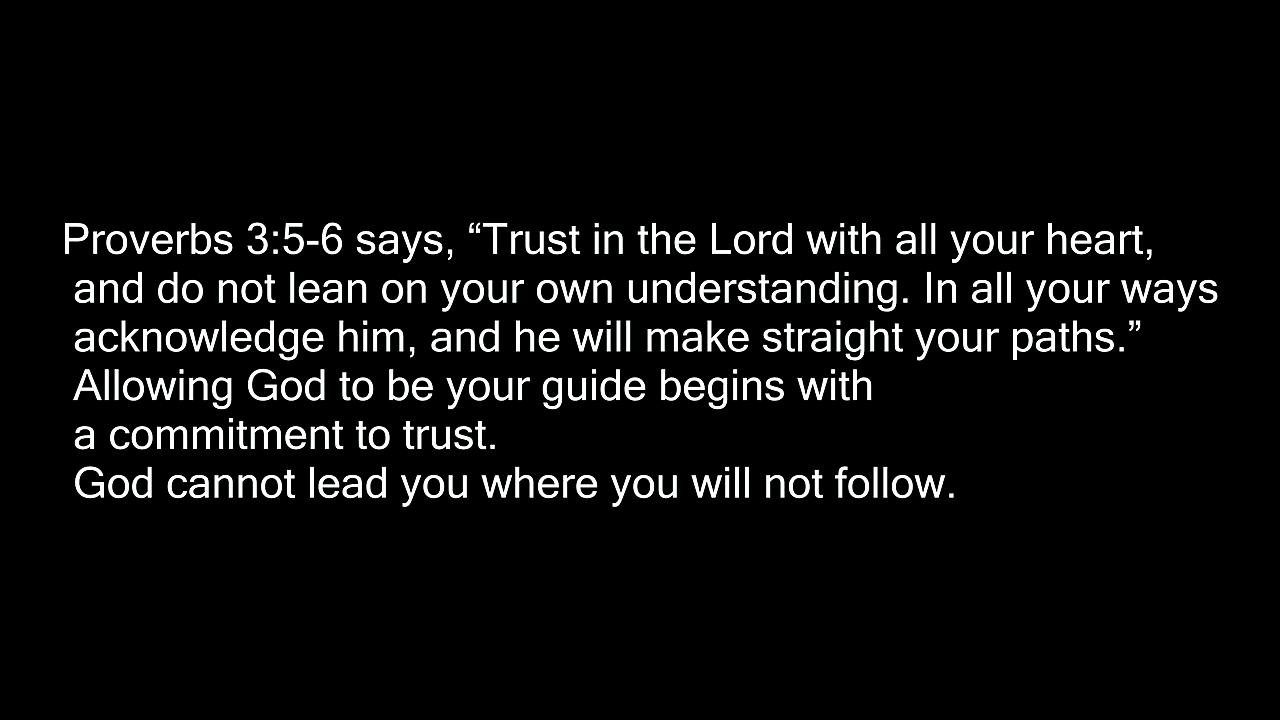 Proverbs 3:5-6 says, “Trust in the Lord with all your heart,
and do not lean on your own understanding. In all your ways
acknowledge him, and he will make straight your paths.”
Allowing God to be your guide begins with
a commitment to trust.
God cannot lead you where you will not follow.